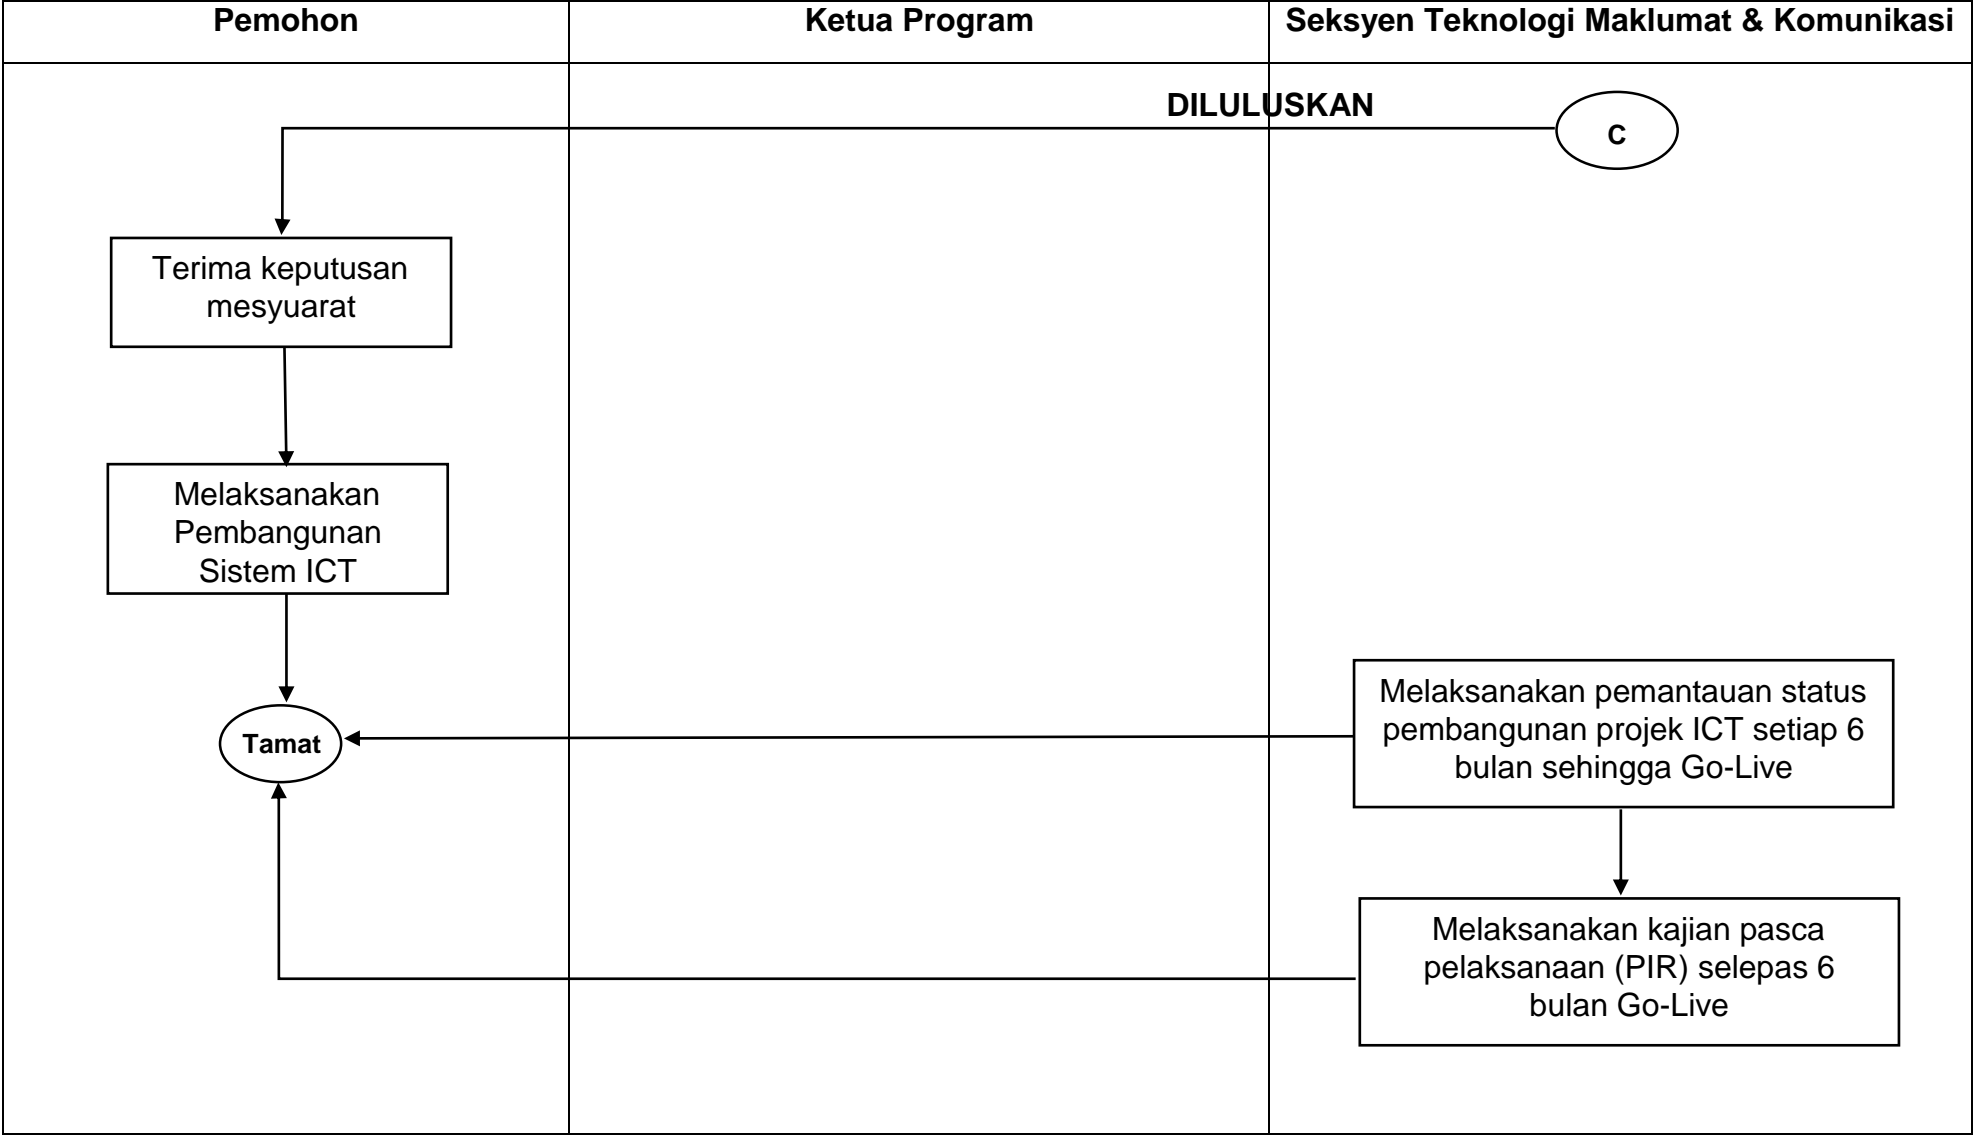 Pemohon
Ketua Program
Seksyen Teknologi Maklumat & Komunikasi
DILULUSKAN
C
Terima keputusan
mesyuarat
Melaksanakan
Pembangunan
Sistem ICT
Tamat
Melaksanakan pemantauan status
pembangunan projek ICT setiap 6
bulan sehingga Go-Live
Melaksanakan kajian pasca
pelaksanaan (PIR) selepas 6
bulan Go-Live